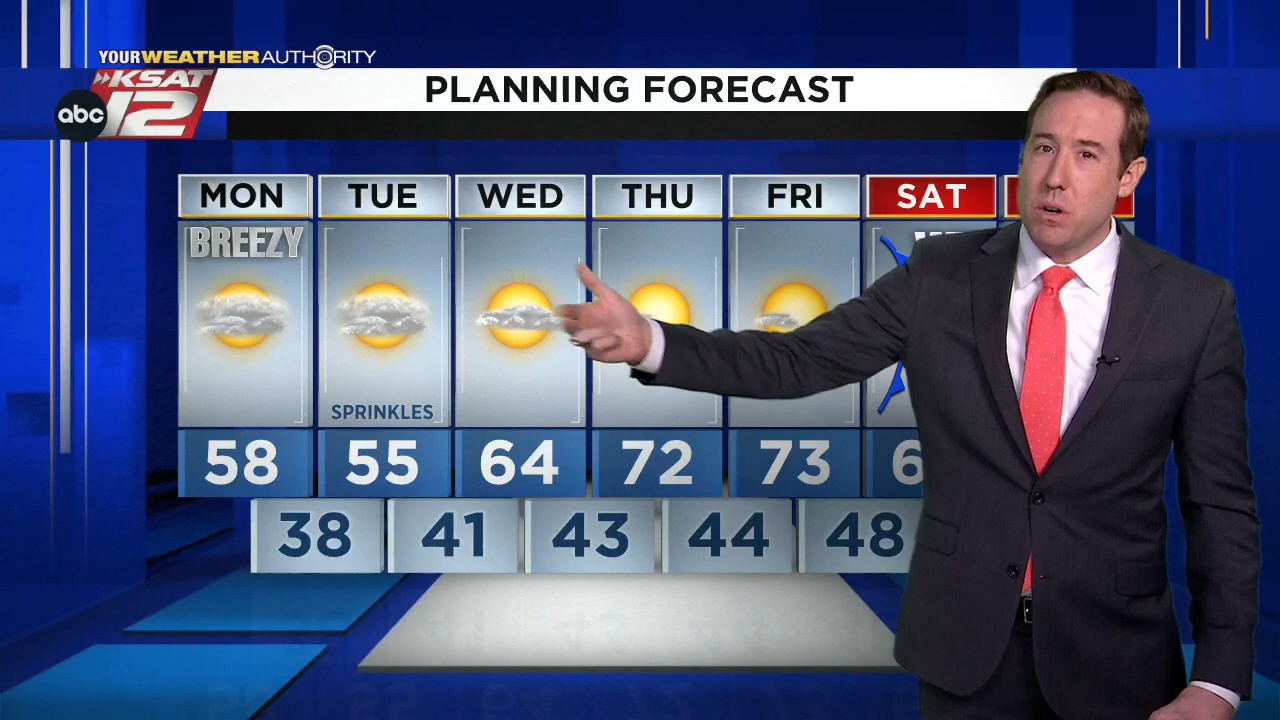 YOURWEATHERAUTHORITY
KSAT
abc 12
PLANNING FORECAST
MON TUE WED THU FRI SAT
BREEZY
SPRINKLES
58 55 64 72 73
38 41 43 44 48